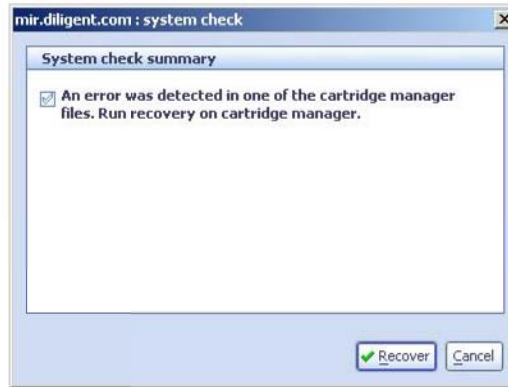 mir.diligent.com : system check
System check summary
An error was detected in one of the cartridge manager
files. Run recovery on cartridge manager.
Recover Cancel